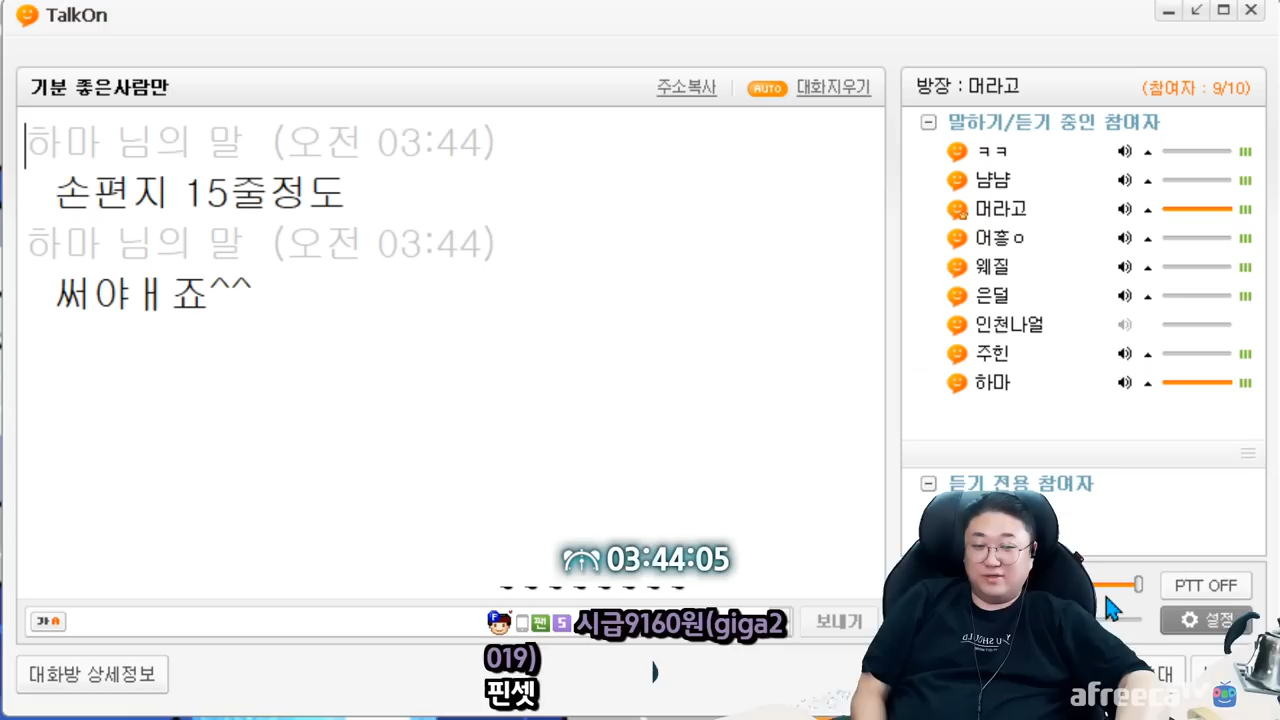 TalkOn
기분 좋은사람만
주소복사
AUTO
대화지우기
하마 님의 말 (오전 03:44)
손편지 15줄정도
하마 님의 말 (오전 03:44)
써야ㅐ죠^^
방장 : 머라고
(참여자 : 9/10)
말하기/듣기 중인 참여자
ㅋㅋ
냠냠
머라고
어흥ㅇ
웨질
은덜
인천나얼
주힌
하마
듣기 전용 참여자
03:44:05
PTT OFF
설정
가A
팬 S 시급9160원(giga2
019)
핀셋
보내기
대화방 상세정보
afreeca